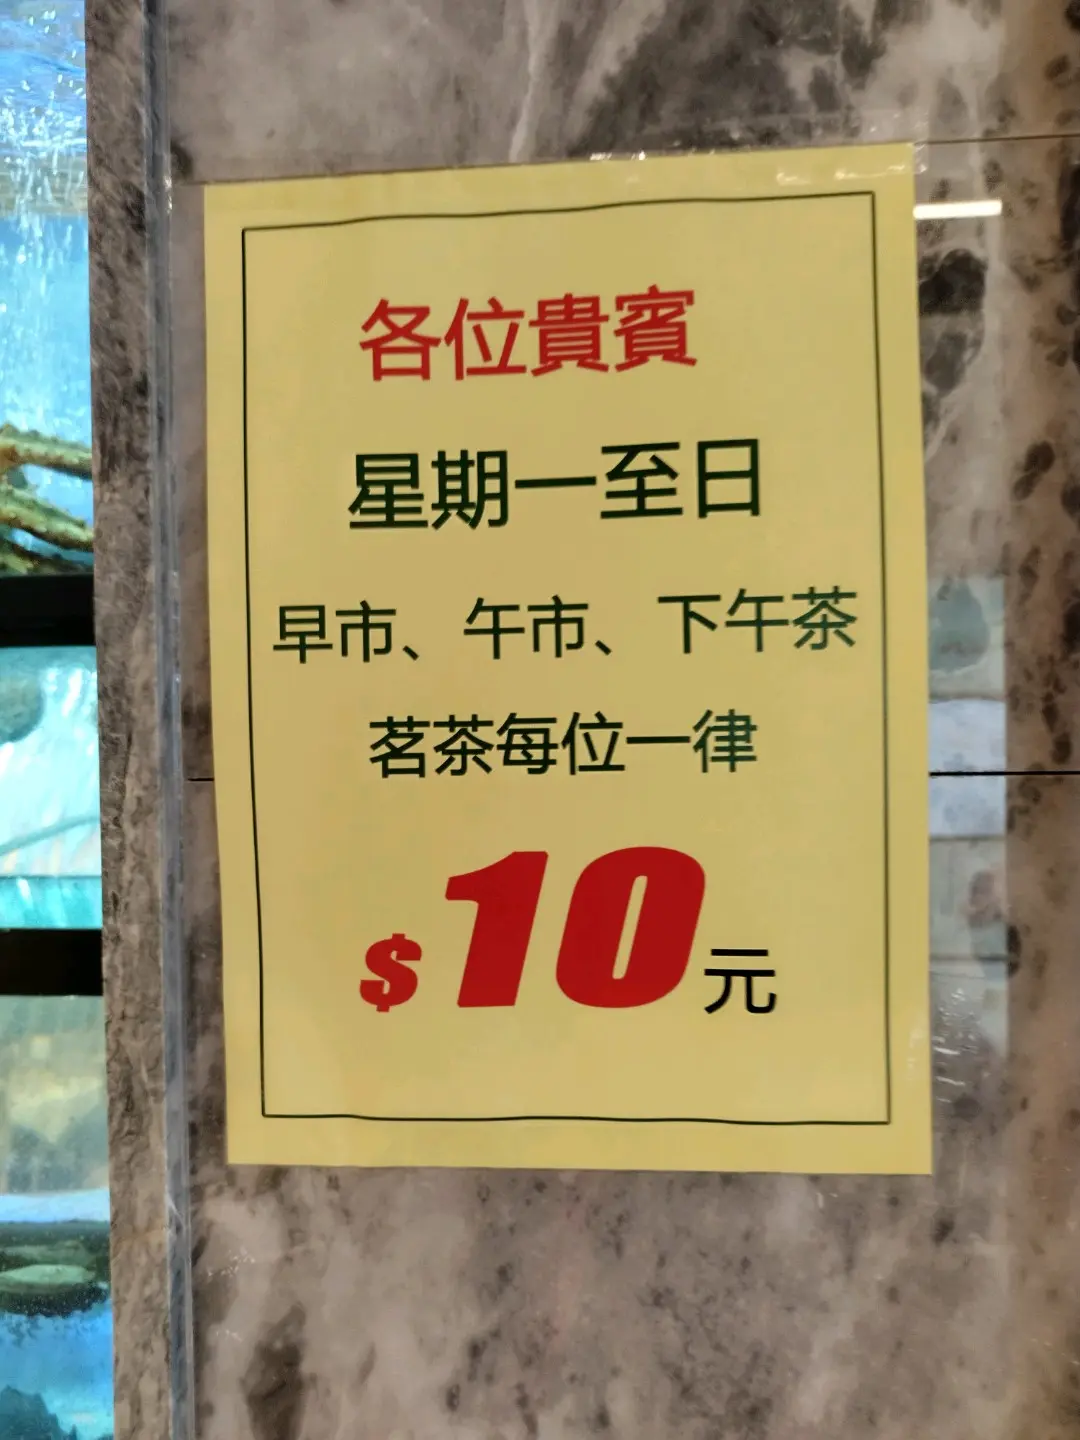 各位貴賓
星期一至日
早市、午市、下午茶
茗茶每位一律
$10元